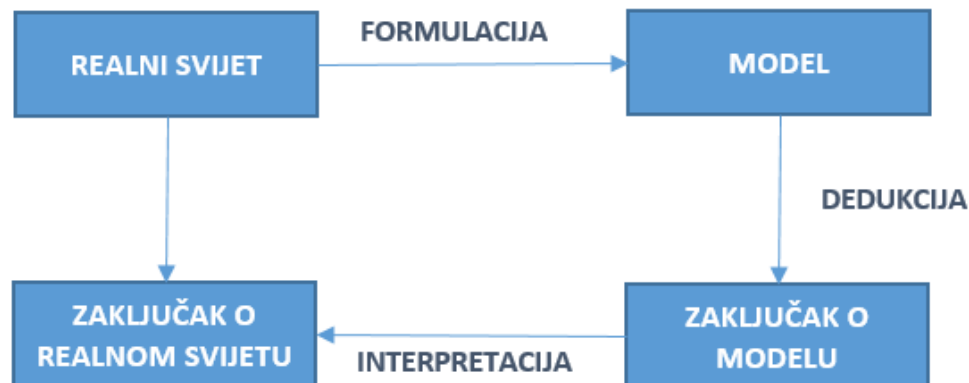 FORMULACIJA
REALNI SVIJET
MODEL
DEDUKCIJA
ZAKLJUČAK O
REALNOM SVIJETU
INTERPRETACIJA
ZAKLJUČAK O
MODELU